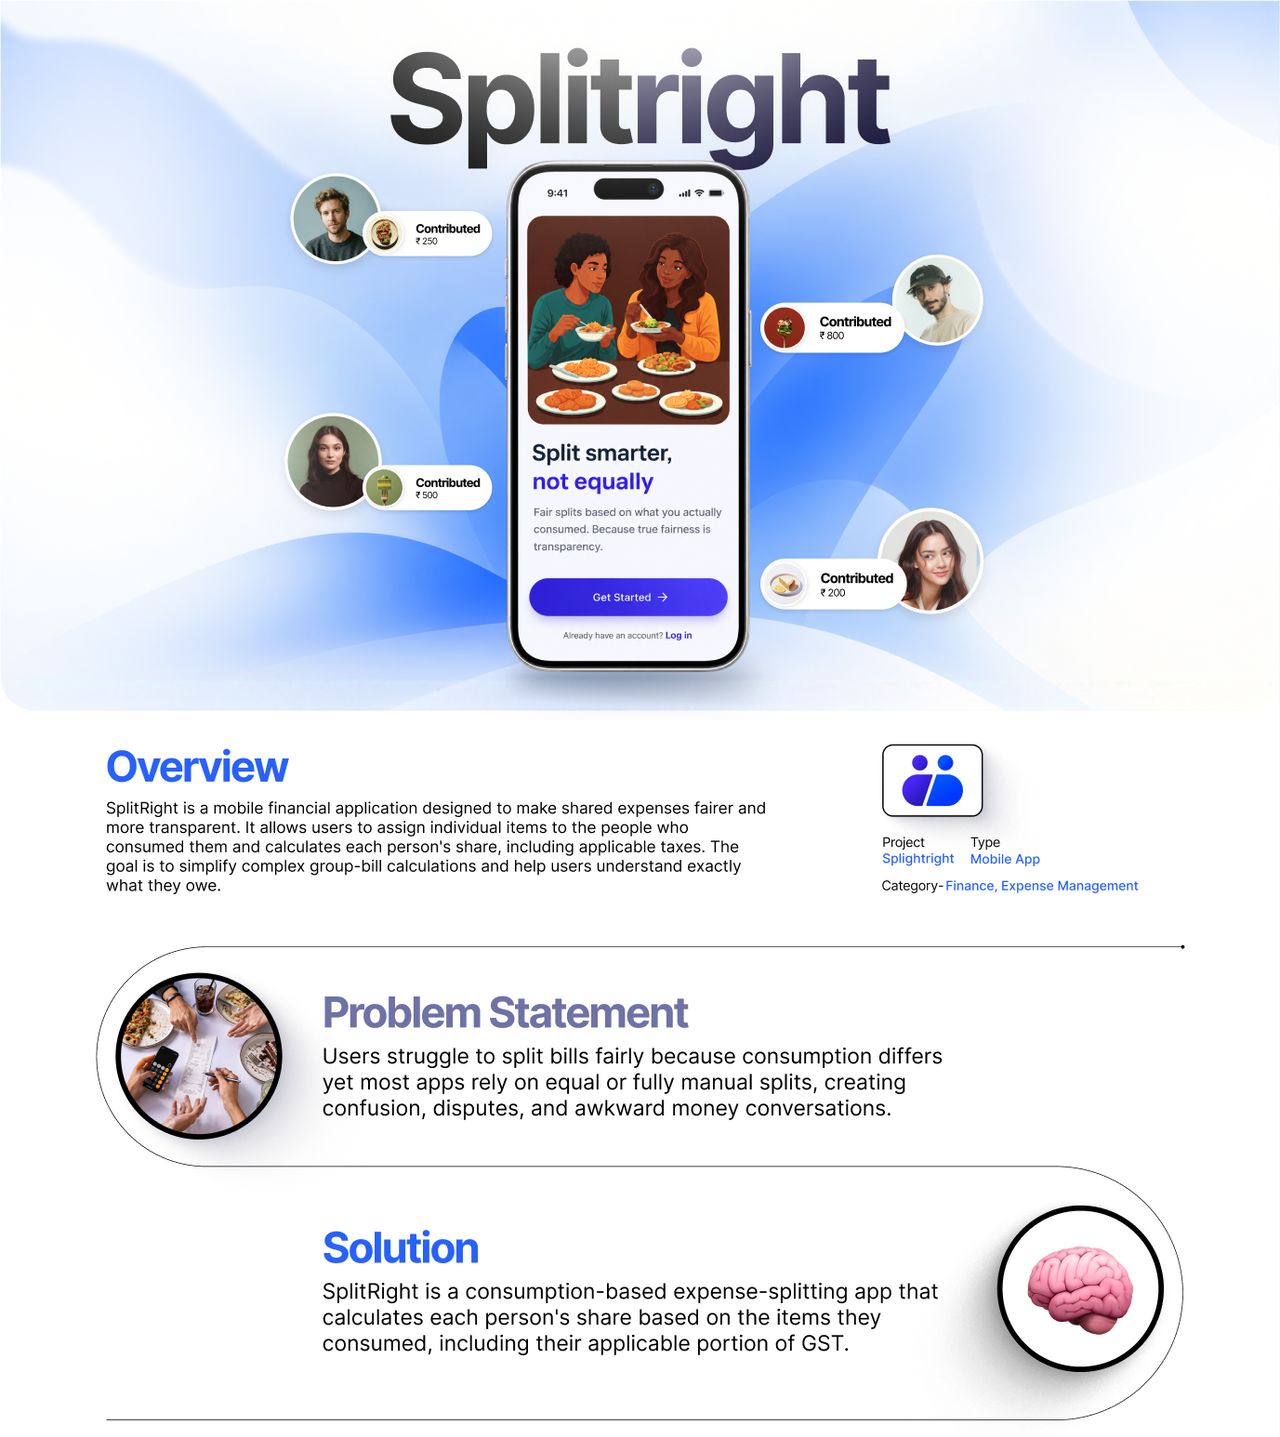 Splitright
9:41
Contributed
₹ 250
Contributed
₹ 800
Contributed
₹ 500
Split smarter,
not equally
Fair splits based on what you actually
consumed. Because true fairness is
transparency.
Contributed
₹ 200
Get Started →
Already have an account? Log in
Overview
SplitRight is a mobile financial application designed to make shared expenses fairer and
more transparent. It allows users to assign individual items to the people who
consumed them and calculates each person's share, including applicable taxes. The
goal is to simplify complex group-bill calculations and help users understand exactly
what they owe.
Project
Splightright
Type
Mobile App
Category- Finance, Expense Management
Problem Statement
Users struggle to split bills fairly because consumption differs
yet most apps rely on equal or fully manual splits, creating
confusion, disputes, and awkward money conversations.
Solution
SplitRight is a consumption-based expense-splitting app that
calculates each person's share based on the items they
consumed, including their applicable portion of GST.